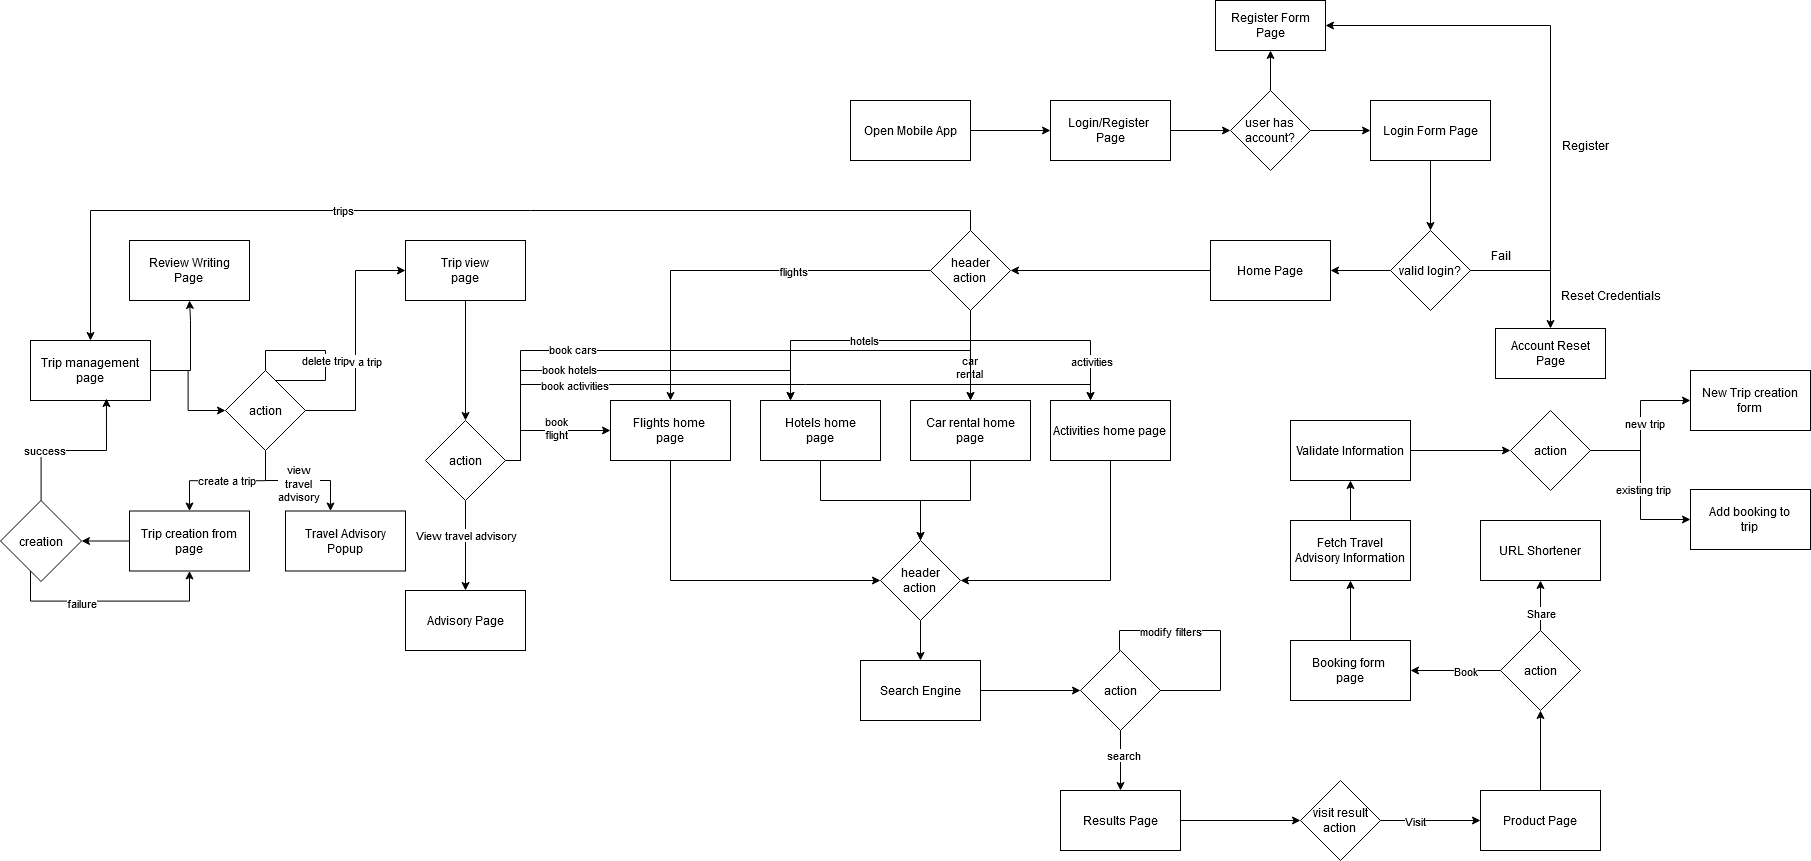 Register Form
Page
Open Mobile App
Login/Register
Page
user has
account?
Login Form Page
Register
trips
Review Writing
Page
Trip view
page
flights
header
action
Home Page
valid login?
Fail
Reset Credentials
Trip management
page
delete trip
v a trip
book cars
hotels
car
rental
activities
Account Reset
Page
book hotels
book activities
action
book
flight
Flights home
page
Hotels home
page
Car rental home
page
Activities home page
New Trip creation
form
new trip
success
action
Validate Information
action
create a trip
view
travel
advisory
existing trip
Add booking to
trip
creation
Trip creation from
page
Travel Advisory
Popup
View travel advisory
header
action
Fetch Travel
Advisory Information
URL Shortener
failure
Advisory Page
Share
modify filters
Search Engine
action
Booking form
page
Book
action
search
Results Page
visit result
action
Visit
Product Page